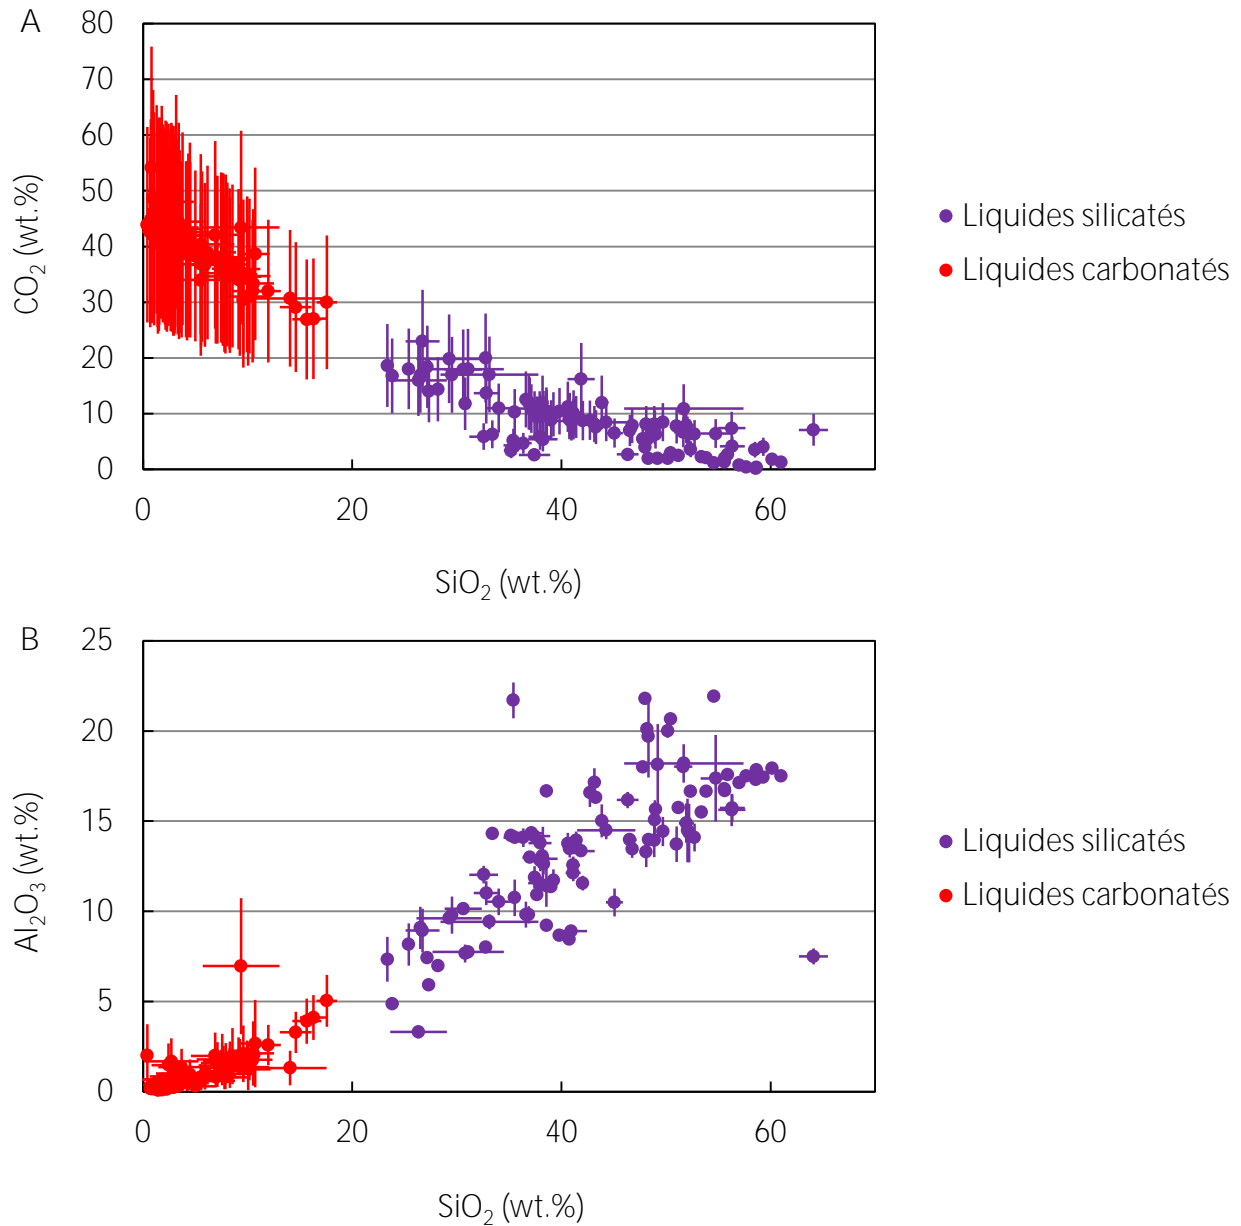 A
80
70
60
50
40
30
20
10
0
CO₂ (wt.%)
0 20 40 60
SiO₂ (wt.%)
Liquides silicatés
Liquides carbonatés
B
25
20
15
10
5
0
Al₂O₃ (wt.%)
0 20 40 60
SiO₂ (wt.%)
Liquides silicatés
Liquides carbonatés